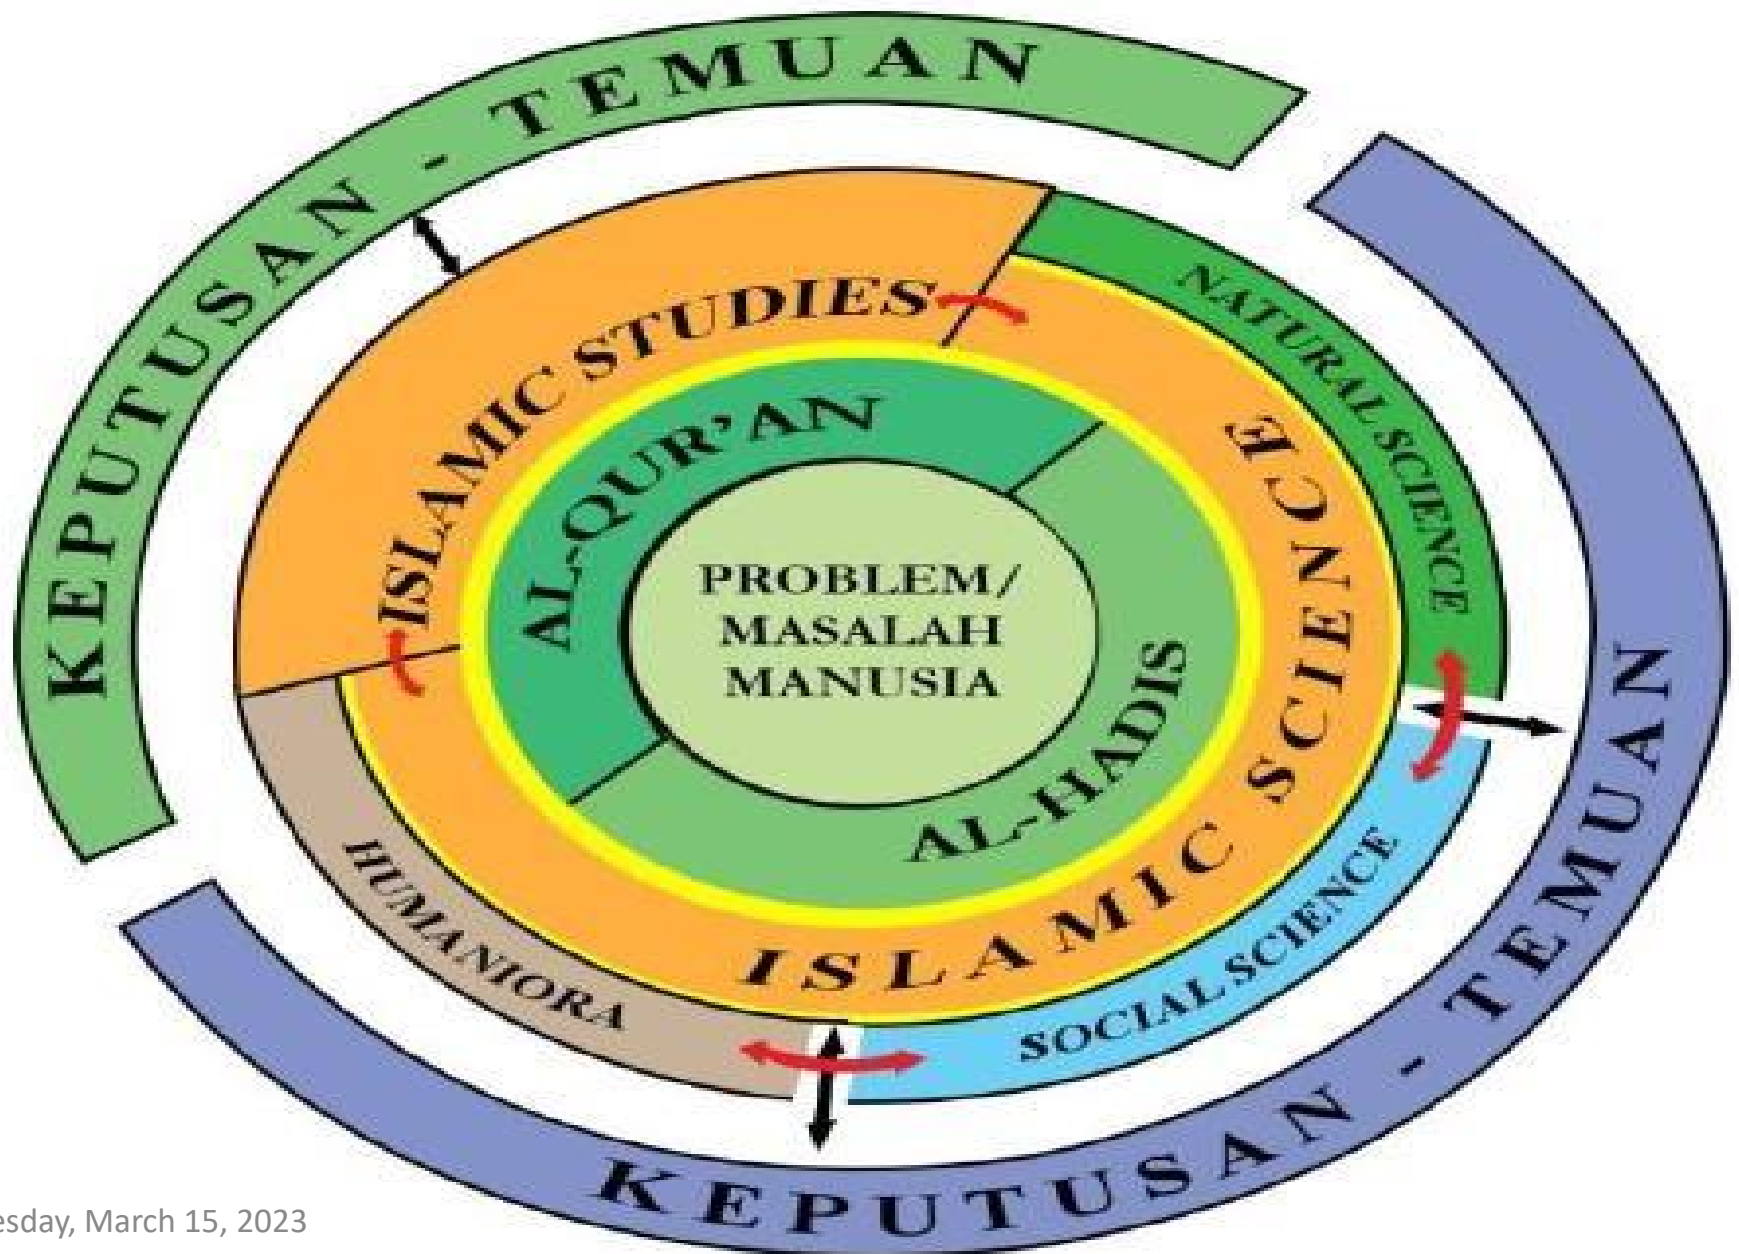 KEPUTUSAN - TEMUAN
ISLAMIC STUDIES
NATURAL SCIENCE
AL-QUR'AN
PROBLEM/
MASALAH
MANUSIA
AL-HADIS
ISLAMIC SCIENCE
HUMANIORA
SOCIAL SCIENCE
KEPUTUSAN - TEMUAN
esday, March 15, 2023